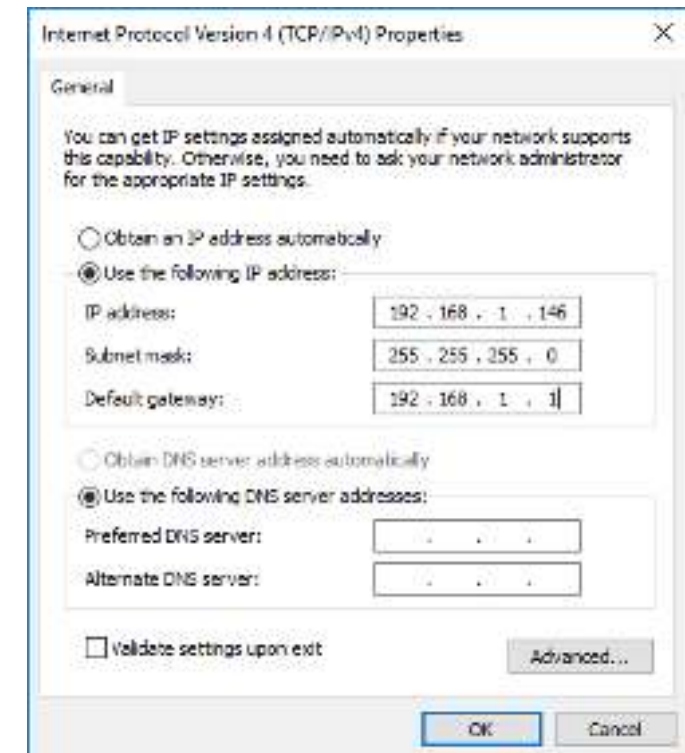 Internet Protocol Version 4 (TCP/IPv4) Properties
General
You can get IP settings assigned automatically if your network supports
this capability. Otherwise, you need to ask your network administrator
for the appropriate IP settings.
Obtain an IP address automatically
Use the following IP address:
IP address: 192 . 168 . 1 . 146
Subnet mask: 255 . 255 . 255 . 0
Default gateway: 192 . 168 . 1 . 1
Obtain DNS server address automatically
Use the following DNS server addresses:
Preferred DNS server: . . .
Alternate DNS server: . . .
Validate settings upon exit
Advanced...
OK Cancel